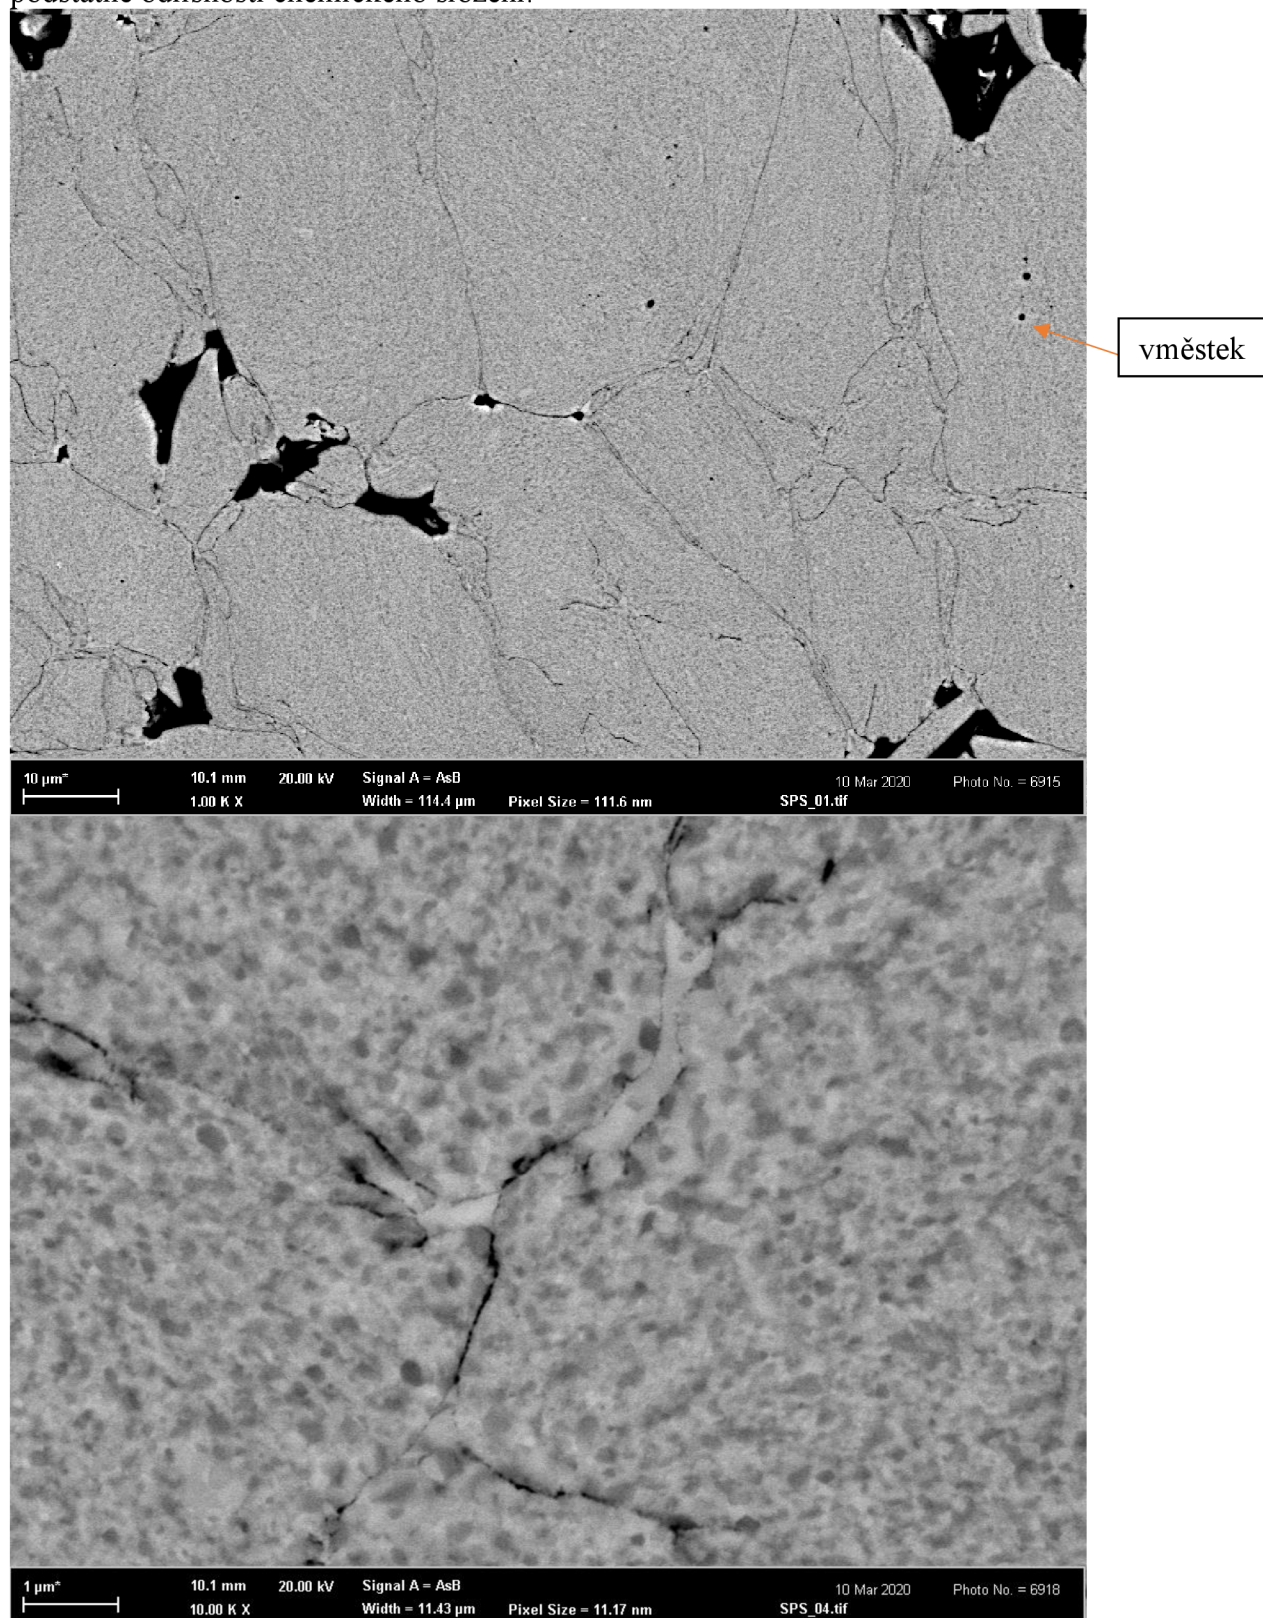 vměstek
10 µm*
10.1 mm 20.00 kV Signal A = AsB 10 Mar 2020 Photo No. = 6915
1.00 K X Width = 114.4 µm Pixel Size = 111.6 nm SPS_01.tif
1 µm*
10.1 mm 20.00 kV Signal A = AsB 10 Mar 2020 Photo No. = 6918
10.00 K X Width = 11.43 µm Pixel Size = 11.17 nm SPS_04.tif